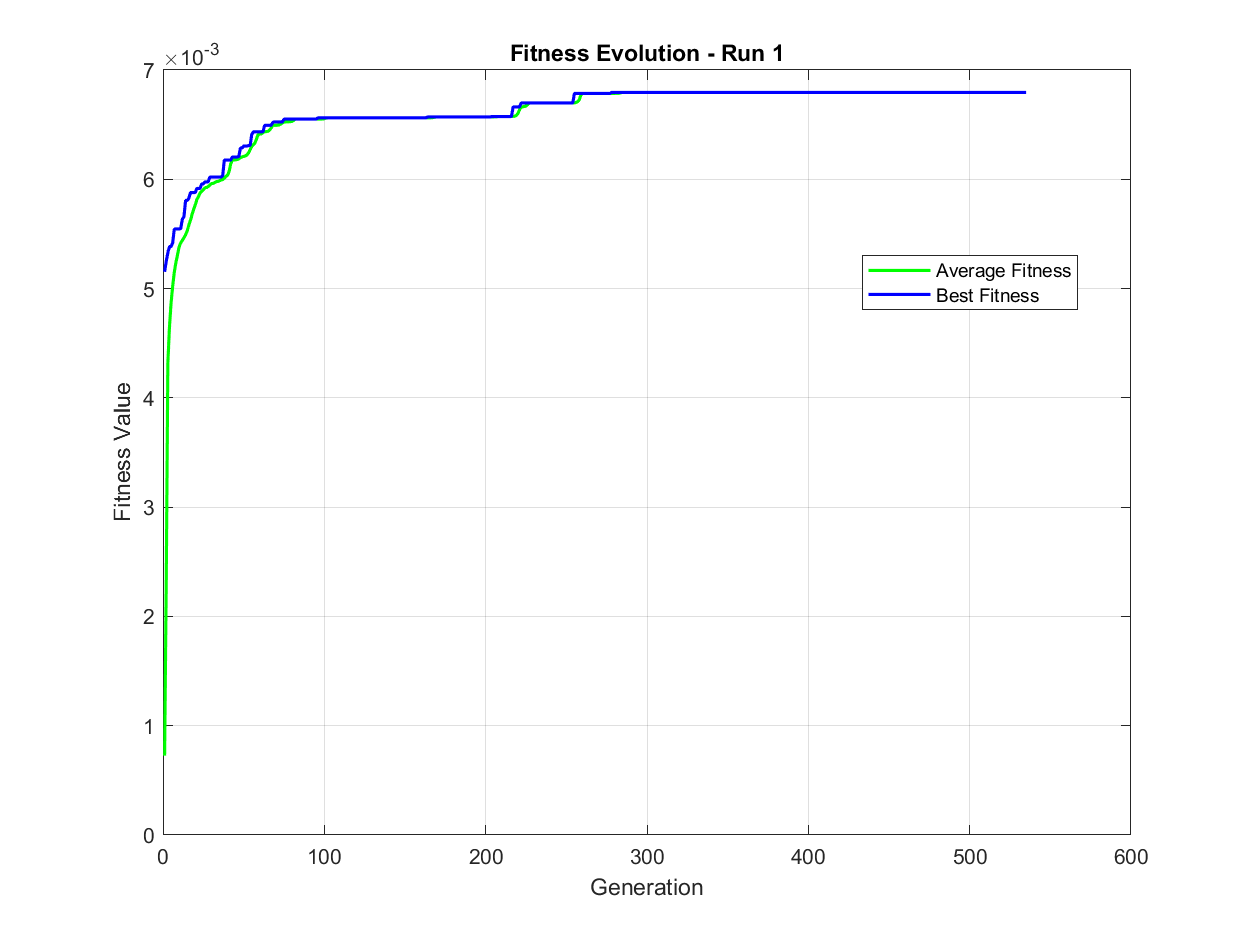 Fitness Evolution - Run 1
×10-3
7
6
5
4
3
2
1
0
Fitness Value
Average Fitness
Best Fitness
0 100 200 300 400 500 600
Generation